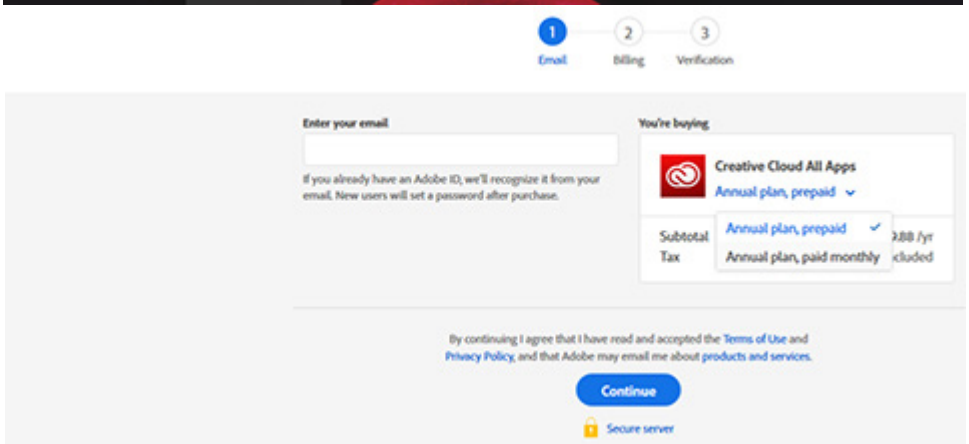 1
2
3
Email
Billing
Verification
Enter your email
If you already have an Adobe ID, we'll recognize it from your
email. New users will set a password after purchase.
You're buying
Creative Cloud All Apps
Annual plan, prepaid
Annual plan, prepaid
Annual plan, paid monthly
Subtotal
9.88 /yr
Tax
cluded
By continuing I agree that I have read and accepted the Terms of Use and
Privacy Policy, and that Adobe may email me about products and services.
Continue
Secure server